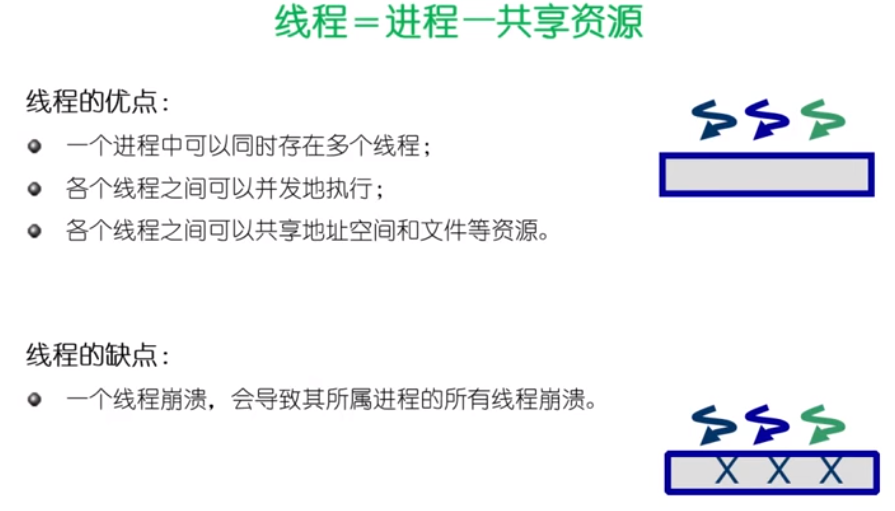 线程＝进程－共享资源
线程的优点：
一个进程中可以同时存在多个线程；
各个线程之间可以并发地执行；
各个线程之间可以共享地址空间和文件等资源。
线程的缺点：
一个线程崩溃，会导致其所属进程的所有线程崩溃。
X X X